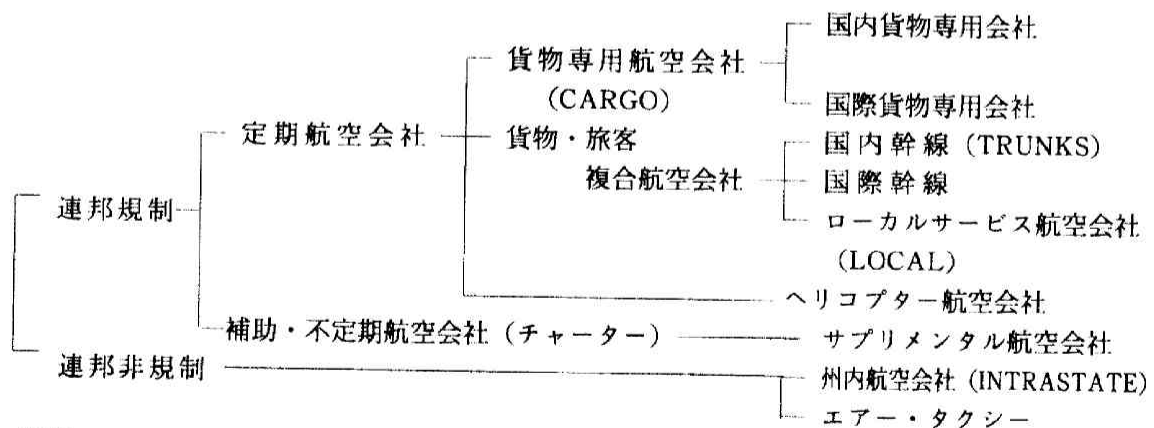 国内貨物専用会社
貨物専用航空会社
(CARGO)
国際貨物専用会社
定期航空会社
貨物・旅客
国内幹線 (TRUNKS)
複合航空会社
国際幹線
連邦規制
ローカルサービス航空会社
(LOCAL)
ヘリコプター航空会社
補助・不定期航空会社 (チャーター)
サプリメンタル航空会社
連邦非規制
州内航空会社 (INTRASTATE)
エアー・タクシー